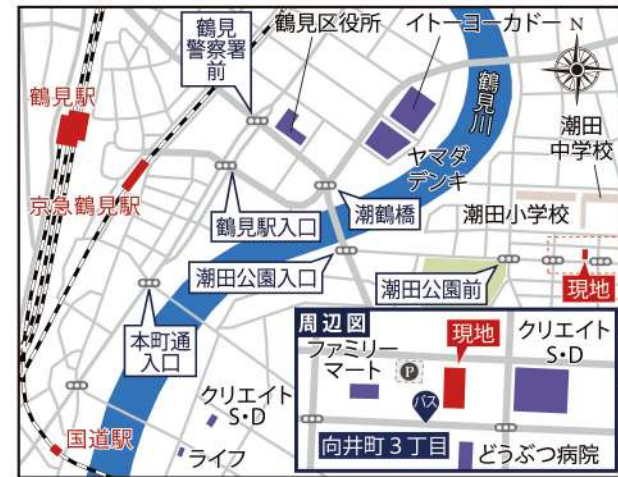 鶴見
警察署
前
鶴見区役所
イトーヨーカドー
N
鶴見駅
鶴見川
潮田
中学校
ヤマダ
デンキ
京急鶴見駅
鶴見駅入口
潮鶴橋
潮田小学校
潮田公園入口
潮田公園前
現地
本町通
入口
クリエイト
S・D
ライフ
国道駅
周辺図
ファミリー
マート
P
現地
クリエイト
S・D
バス
向井町3丁目
どうぶつ病院